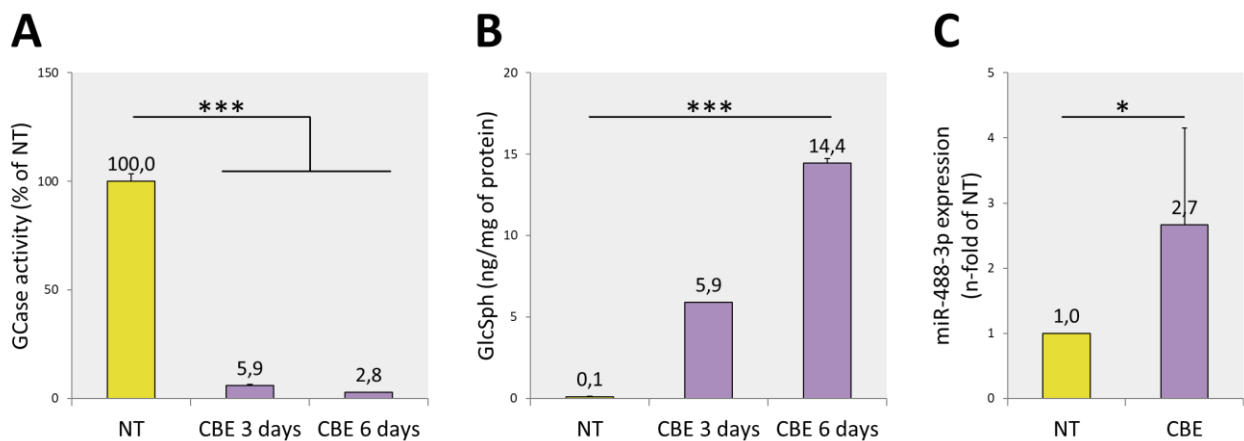 A
GCase activity (% of NT)
150
100
50
0
***
100,0
5,9
2,8
NT
CBE 3 days
CBE 6 days
B
GlcSph (ng/mg of protein)
20
15
10
5
0
***
0,1
5,9
14,4
NT
CBE 3 days
CBE 6 days
C
miR-488-3p expression
(n-fold of NT)
5
4
3
2
1
0
*
1,0
2,7
NT
CBE